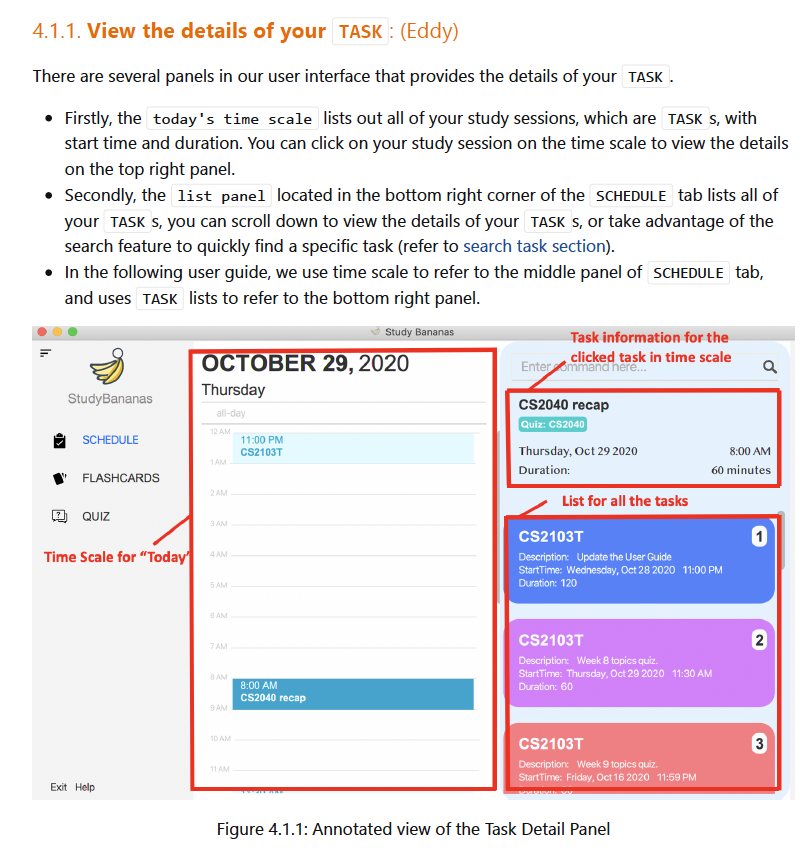 4.1.1. View the details of your TASK: (Eddy)
There are several panels in our user interface that provides the details of your TASK.
Firstly, the today's time scale lists out all of your study sessions, which are TASK s, with
start time and duration. You can click on your study session on the time scale to view the details
on the top right panel.
Secondly, the list panel located in the bottom right corner of the SCHEDULE tab lists all of
your TASK s, you can scroll down to view the details of your TASK s, or take advantage of the
search feature to quickly find a specific task (refer to search task section).
In the following user guide, we use time scale to refer to the middle panel of SCHEDULE tab,
and uses TASK lists to refer to the bottom right panel.
Study Bananas
StudyBananas
SCHEDULE
FLASHCARDS
QUIZ
Time Scale for “Today”
Exit Help
OCTOBER 29, 2020
Thursday
all-day
12 AM
11:00 PM
CS2103T
1 AM
2 AM
3 AM
4 AM
5 AM
6 AM
7 AM
8 AM
8:00 AM
CS2040 recap
9 AM
10 AM
11 AM
Task information for the
clicked task in time scale
Enter command here...
CS2040 recap
Quiz: CS2040
Thursday, Oct 29 2020 8:00 AM
Duration: 60 minutes
List for all the tasks
CS2103T 1
Description: Update the User Guide
StartTime: Wednesday, Oct 28 2020 11:00 PM
Duration: 120
CS2103T 2
Description: Week 8 topics quiz.
StartTime: Thursday, Oct 29 2020 11:30 AM
Duration: 60
CS2103T 3
Description: Week 9 topics quiz.
StartTime: Friday, Oct 16 2020 11:59 PM
Figure 4.1.1: Annotated view of the Task Detail Panel